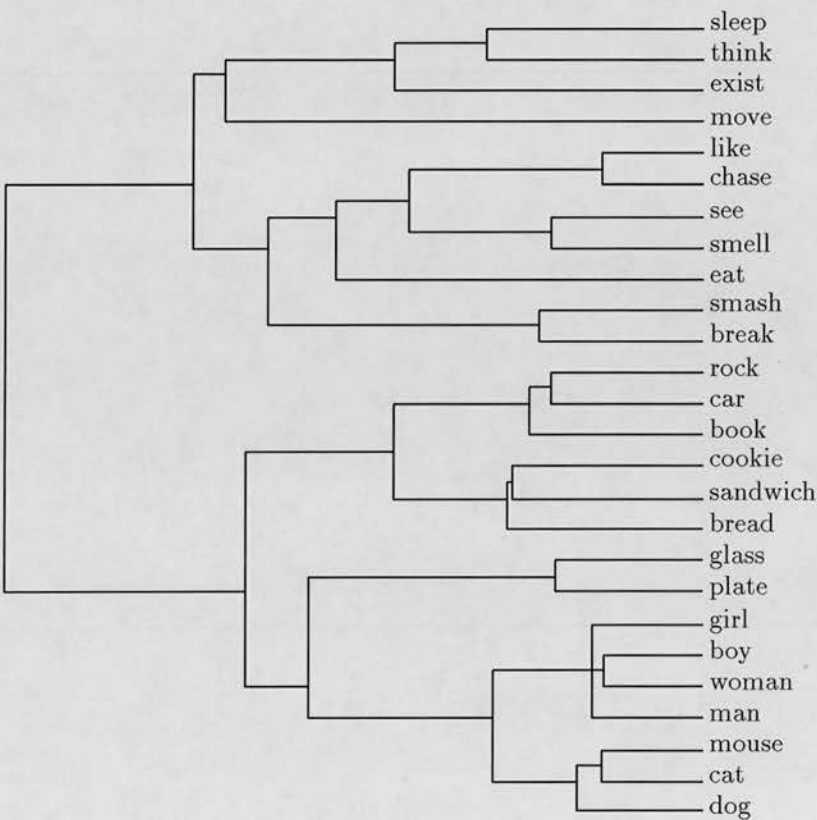 sleep
think
exist
move
like
chase
see
smell
eat
smash
break
rock
car
book
cookie
sandwich
bread
glass
plate
girl
boy
woman
man
mouse
cat
dog